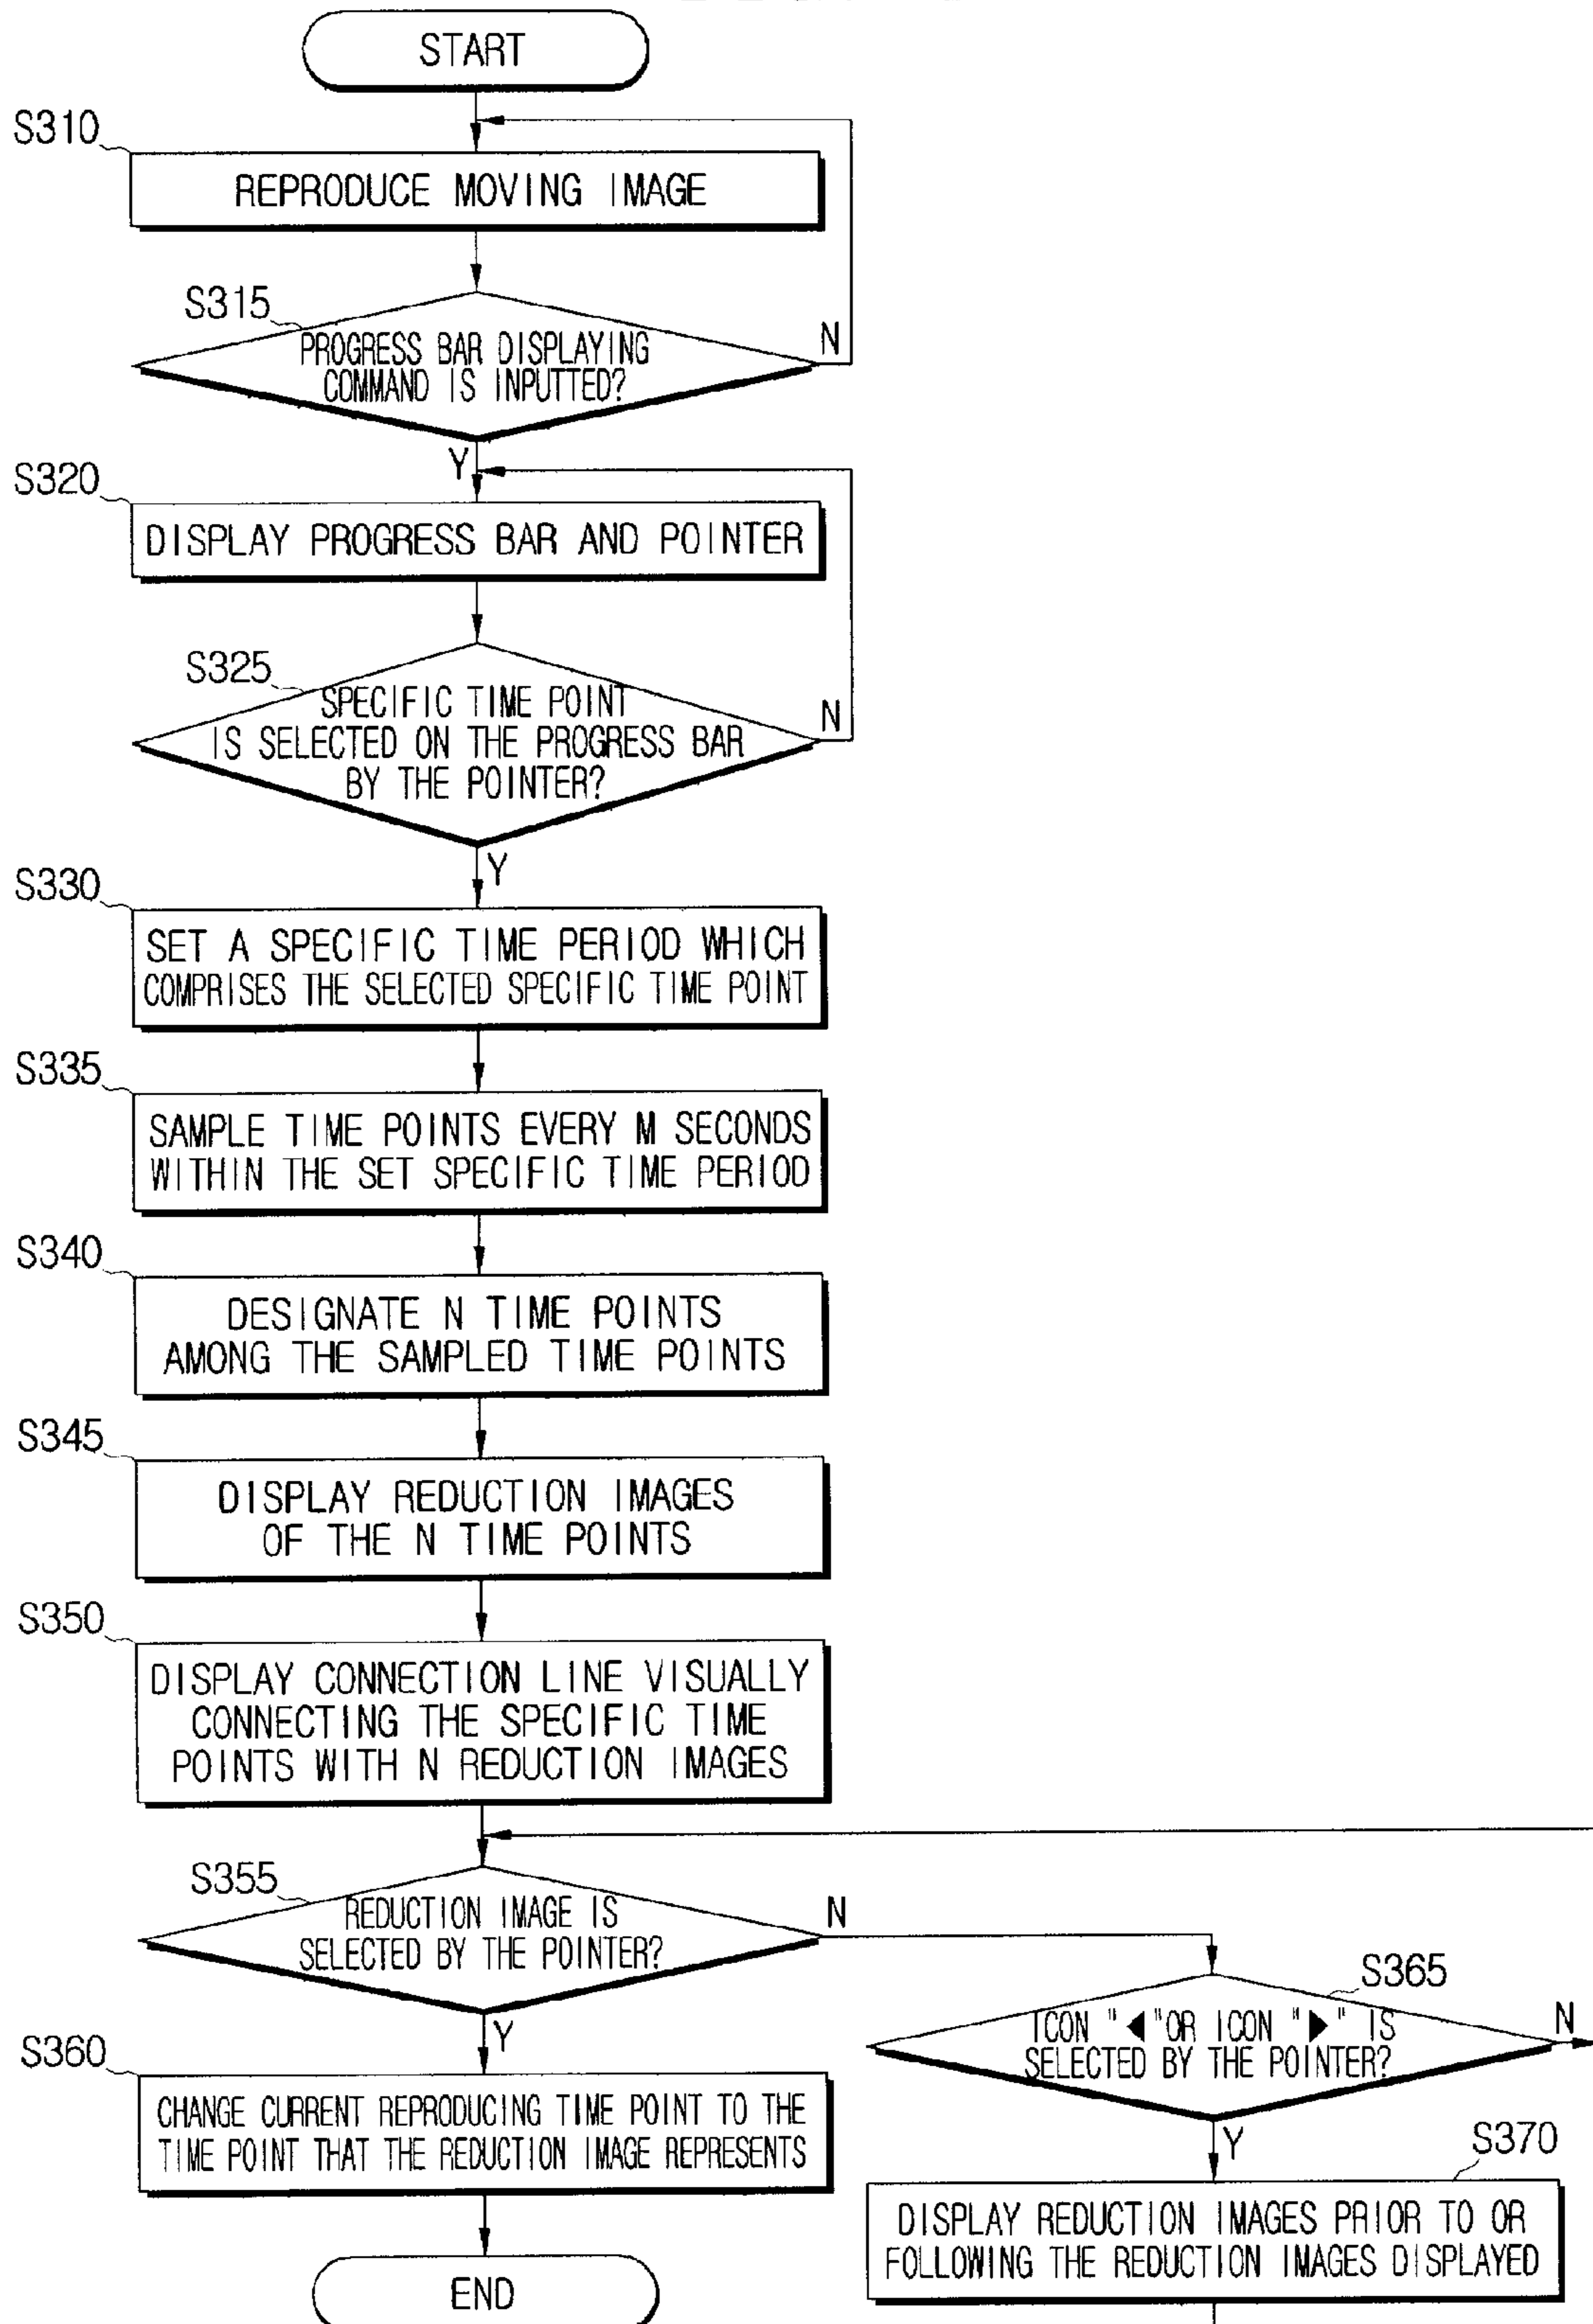 START
S310
REPRODUCE MOVING IMAGE
S315
PROGRESS BAR DISPLAYING
COMMAND IS INPUTTED?
N
Y
S320
DISPLAY PROGRESS BAR AND POINTER
S325
SPECIFIC TIME POINT
IS SELECTED ON THE PROGRESS BAR
BY THE POINTER?
N
Y
S330
SET A SPECIFIC TIME PERIOD WHICH
COMPRISES THE SELECTED SPECIFIC TIME POINT
S335
SAMPLE TIME POINTS EVERY M SECONDS
WITHIN THE SET SPECIFIC TIME PERIOD
S340
DESIGNATE N TIME POINTS
AMONG THE SAMPLED TIME POINTS
S345
DISPLAY REDUCTION IMAGES
OF THE N TIME POINTS
S350
DISPLAY CONNECTION LINE VISUALLY
CONNECTING THE SPECIFIC TIME
POINTS WITH N REDUCTION IMAGES
S355
REDUCTION IMAGE IS
SELECTED BY THE POINTER?
N
Y
S360
CHANGE CURRENT REPRODUCING TIME POINT TO THE
TIME POINT THAT THE REDUCTION IMAGE REPRESENTS
END
S365
ICON "◀"OR ICON "▶" IS
SELECTED BY THE POINTER?
N
Y
S370
DISPLAY REDUCTION IMAGES PRIOR TO OR
FOLLOWING THE REDUCTION IMAGES DISPLAYED